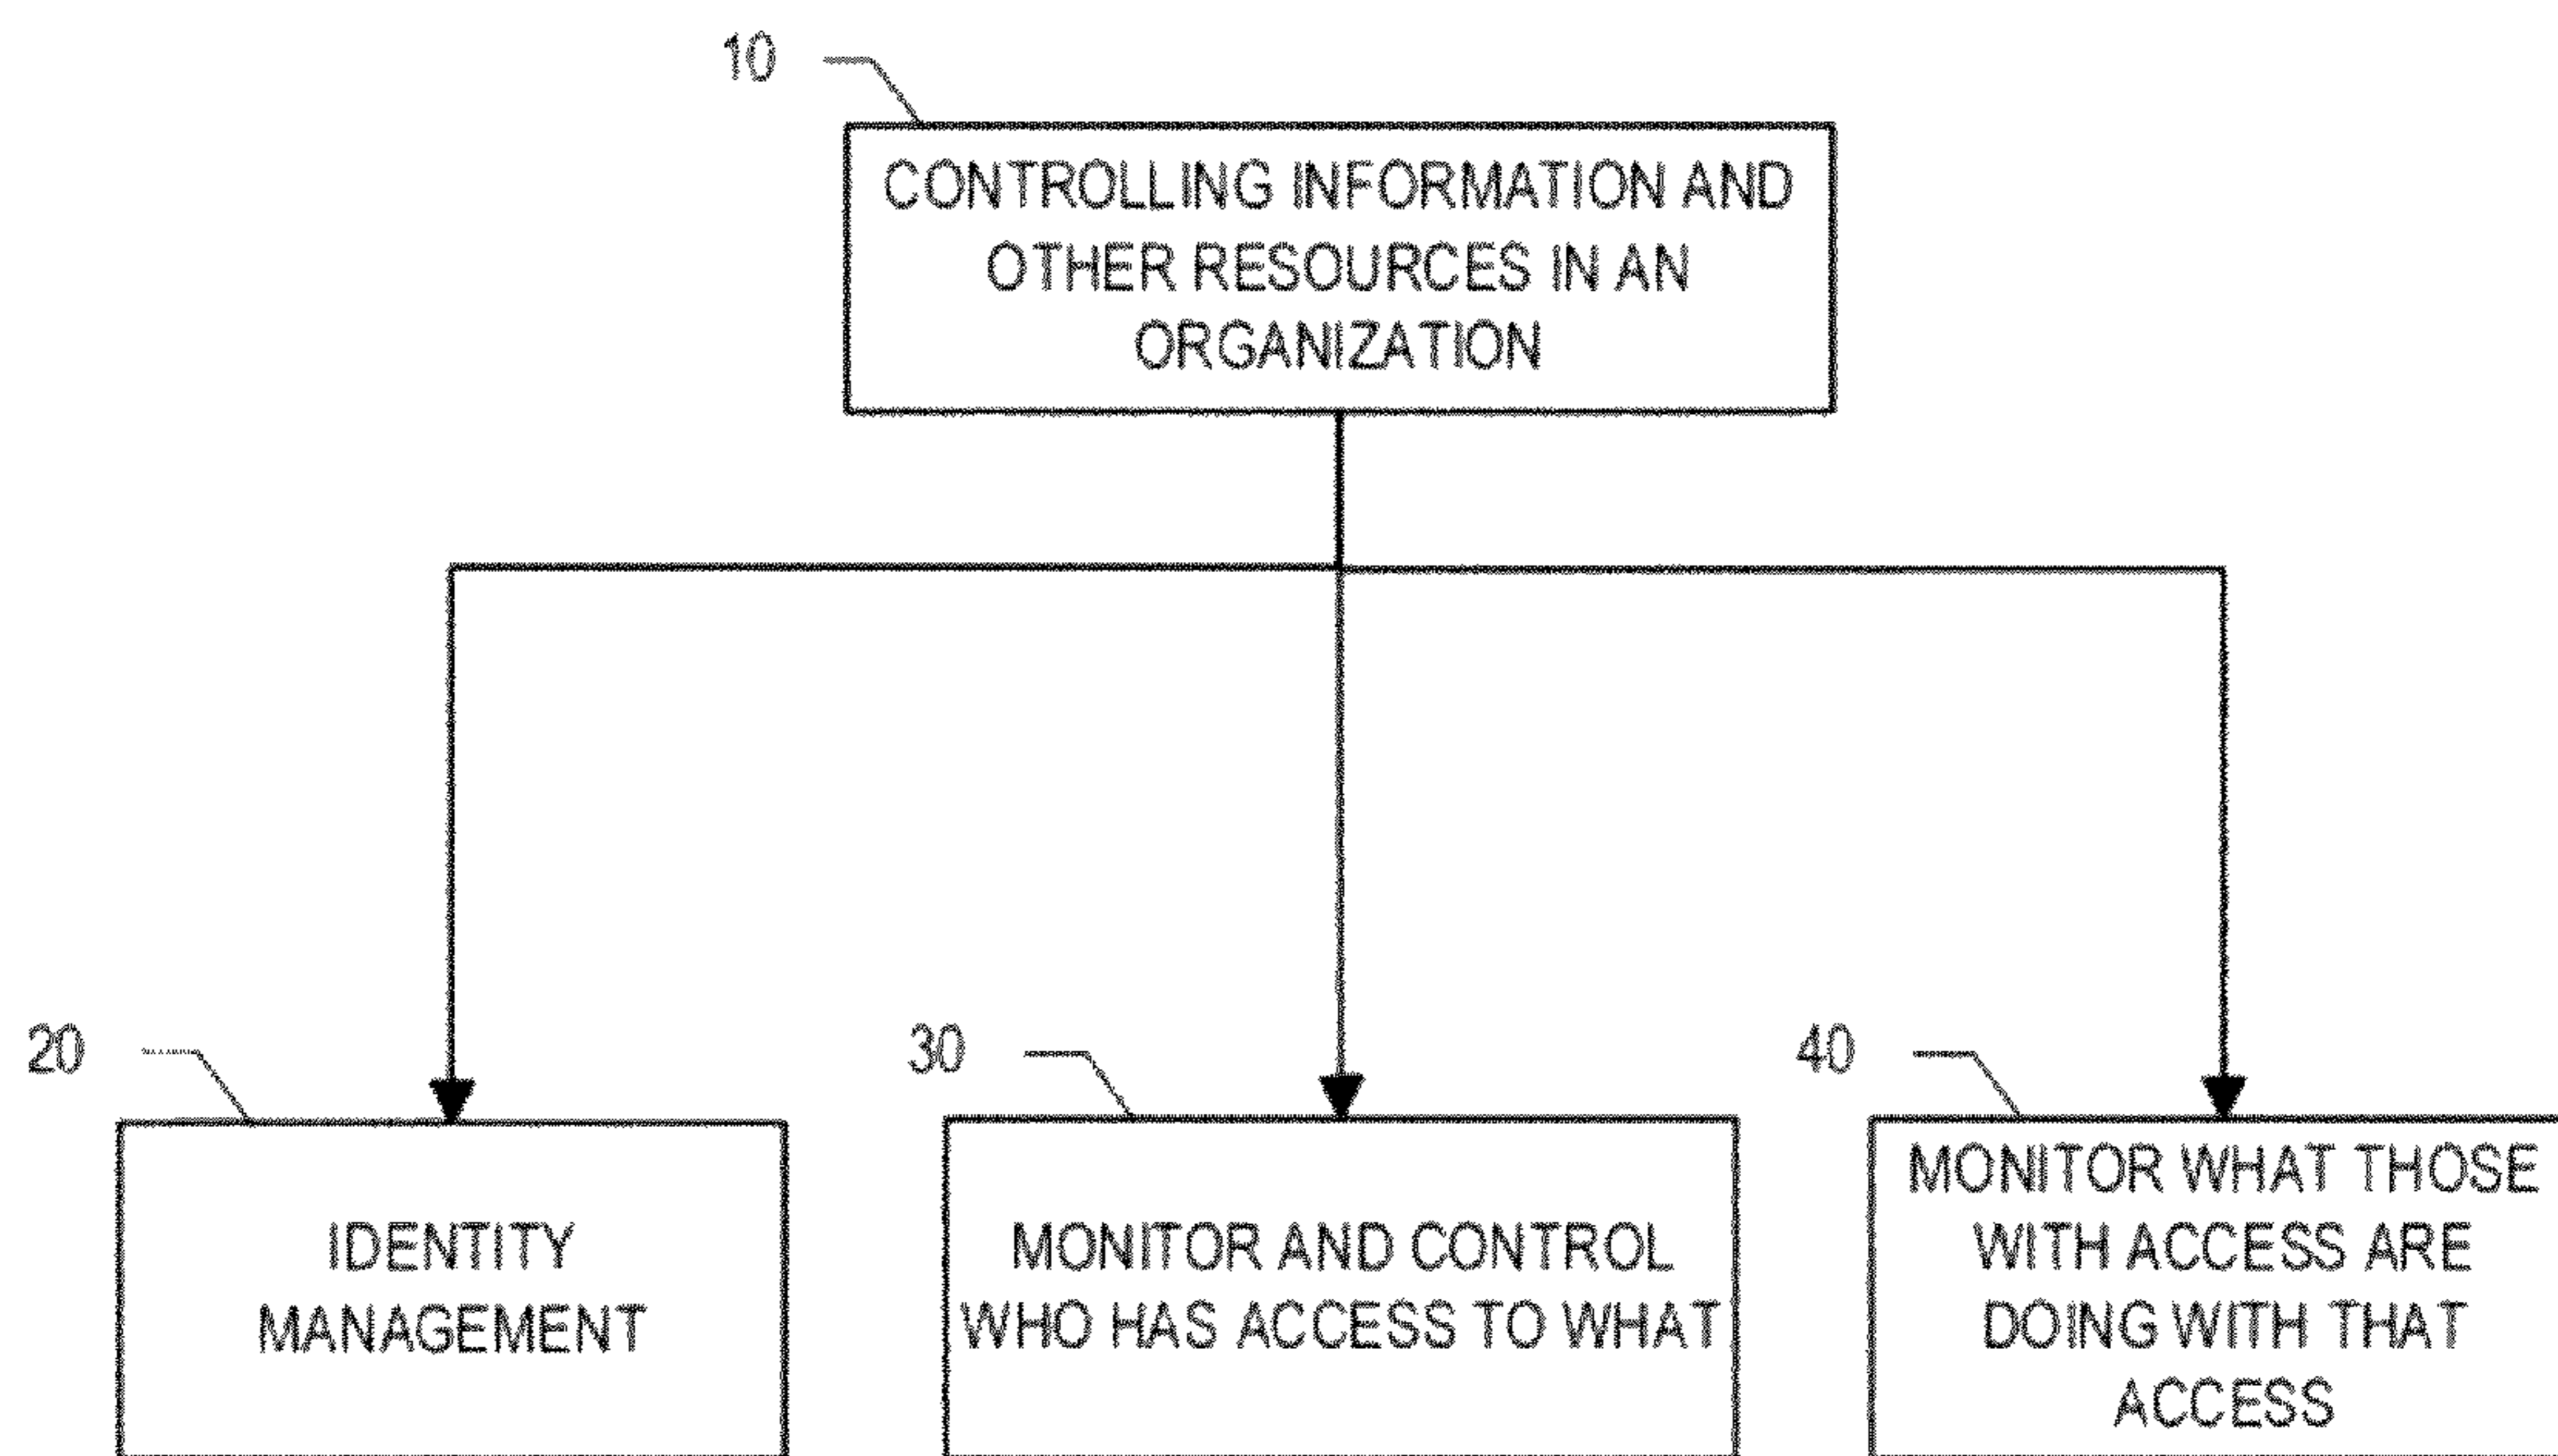 10
CONTROLLING INFORMATION AND
OTHER RESOURCES IN AN
ORGANIZATION
20
IDENTITY
MANAGEMENT
30
MONITOR AND CONTROL
WHO HAS ACCESS TO WHAT
40
MONITOR WHAT THOSE
WITH ACCESS ARE
DOING WITH THAT
ACCESS